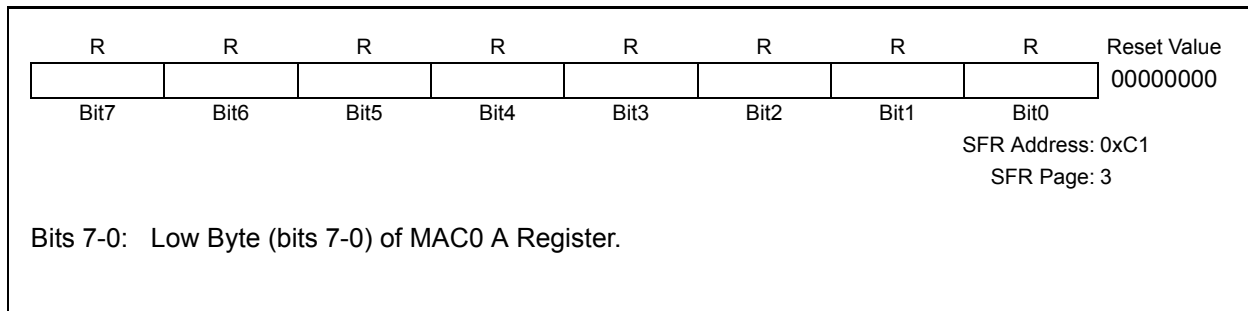 R R R R R R R R Reset Value
00000000
Bit7 Bit6 Bit5 Bit4 Bit3 Bit2 Bit1 Bit0
SFR Address: 0xC1
SFR Page: 3
Bits 7-0: Low Byte (bits 7-0) of MAC0 A Register.